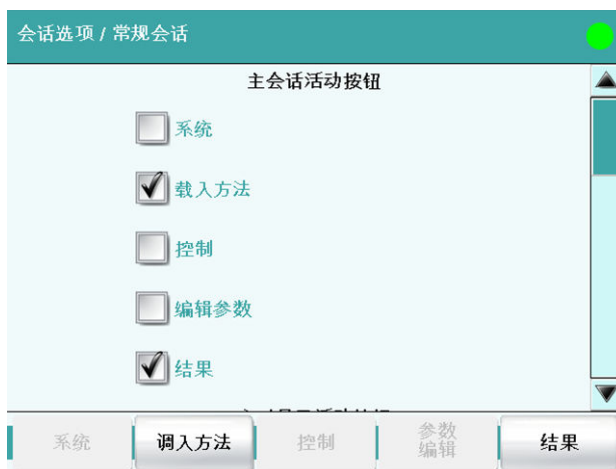 会话选项 / 常规会话
主会话活动按钮
系统
载入方法
控制
编辑参数
结果
系统
调入方法
控制
参数
编辑
结果